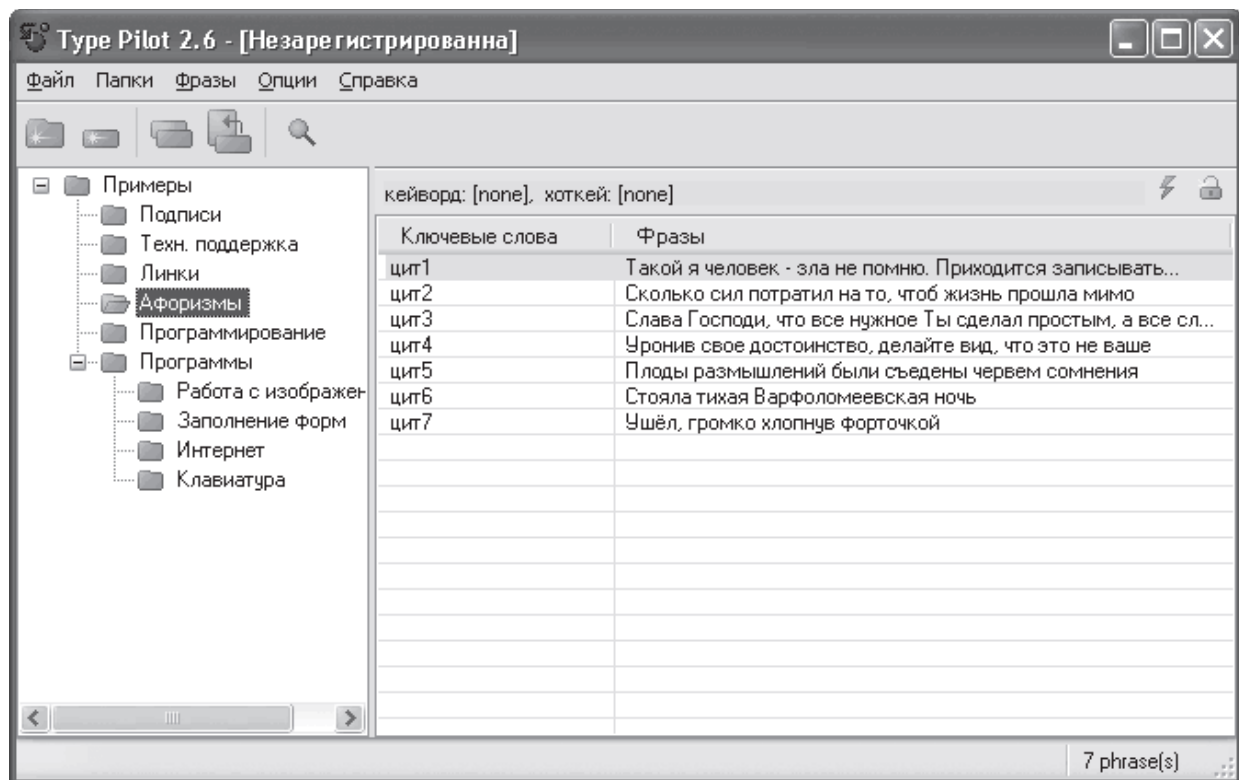 Type Pilot 2.6 - [Незарегистрированна]
Файл Папки Фразы Опции Справка
Примеры
Подписи
Техн. поддержка
Линки
Афоризмы
Программирование
Программы
Работа с изображен
Заполнение форм
Интернет
Клавиатура
кейворд: [none], хоткей: [none]
Ключевые слова Фразы
цит1 Такой я человек - зла не помню. Приходится записывать...
цит2 Сколько сил потратил на то, чтоб жизнь прошла мимо
цит3 Слава Господи, что все нужное Ты сделал простым, а все сл...
цит4 Уронив свое достоинство, делайте вид, что это не ваше
цит5 Плоды размышлений были съедены червем сомнения
цит6 Стояла тихая Варфоломеевская ночь
цит7 Ушёл, громко хлопнув форточкой
7 phrase(s)